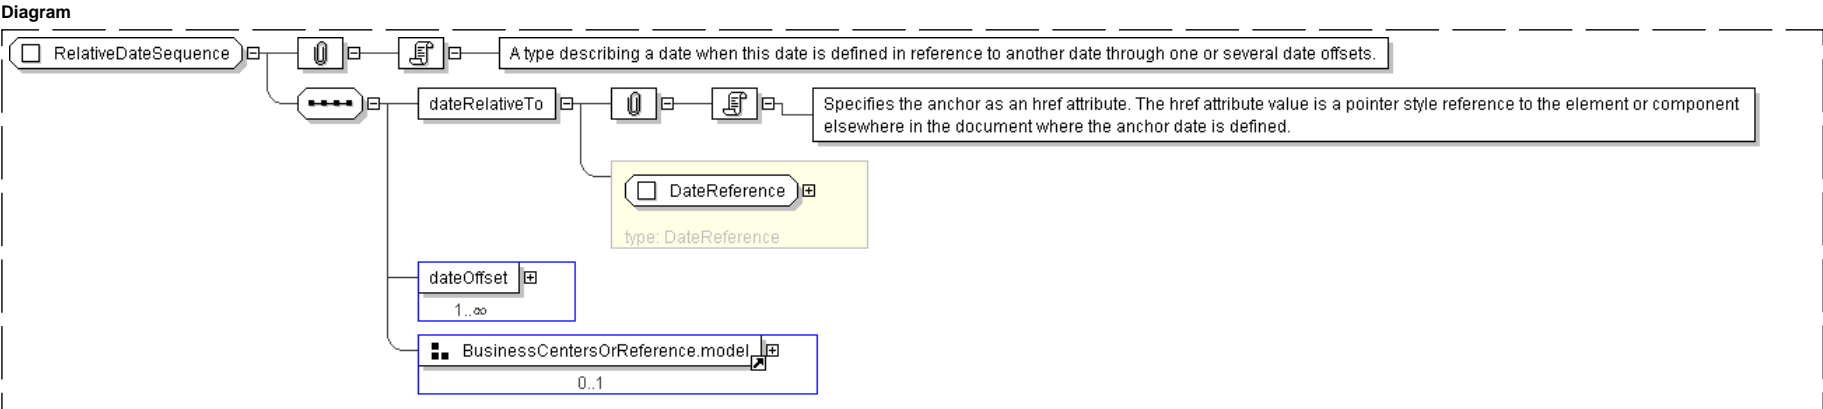 Diagram
RelativeDateSequence
A type describing a date when this date is defined in reference to another date through one or several date offsets.
dateRelativeTo
Specifies the anchor as an href attribute. The href attribute value is a pointer style reference to the element or component
elsewhere in the document where the anchor date is defined.
DateReference
type: DateReference
dateOffset
1..∞
BusinessCentersOrReference.model
0..1